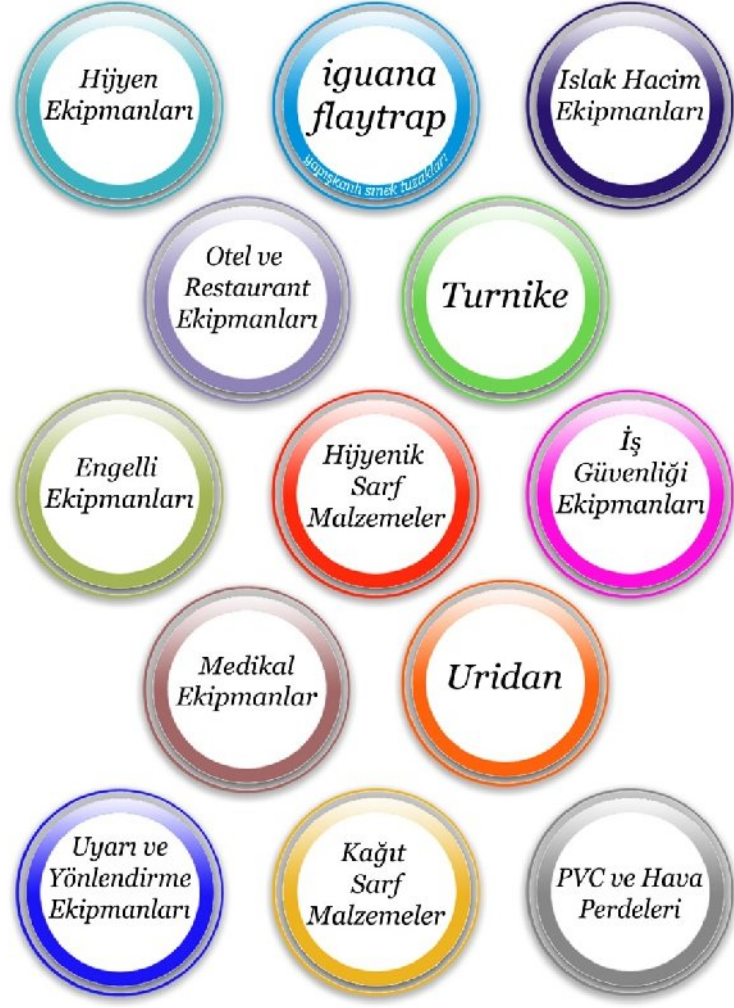 Hijyen
Ekipmanları
iguana
flaytrap
yapışkanlı sinek tuzakları
Islak Hacim
Ekipmanları
Otel ve
Restaurant
Ekipmanları
Turnike
Engelli
Ekipmanları
Hijyenik
Sarf
Malzemeler
İş
Güvenliği
Ekipmanları
Medikal
Ekipmanlar
Uridan
Uyarı ve
Yönlendirme
Ekipmanları
Kağıt
Sarf
Malzemeler
PVC ve Hava
Perdeleri